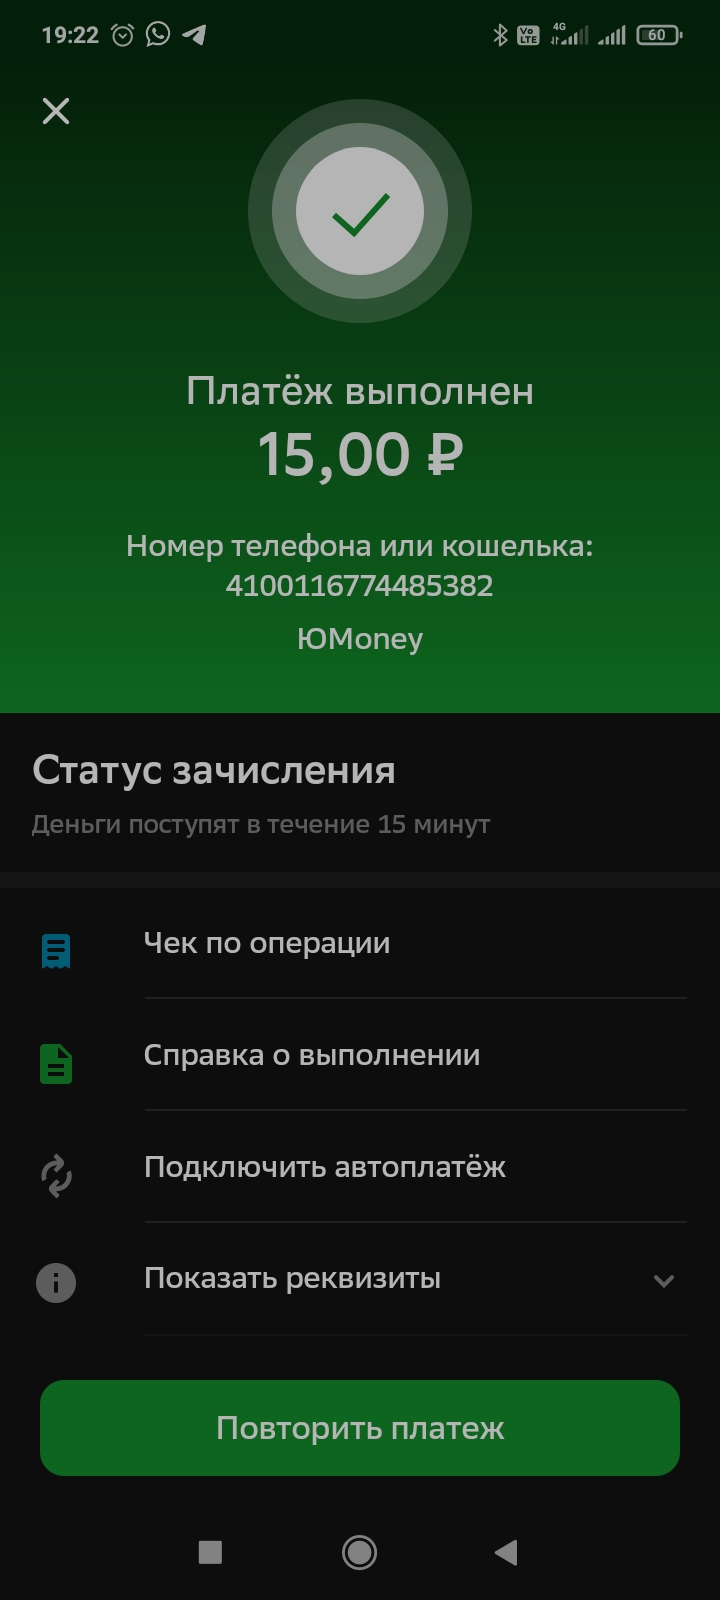 19:22
Vo LTE
4G
60
Платёж выполнен
15,00 ₽
Номер телефона или кошелька:
4100116774485382
ЮMoney
Статус зачисления
Деньги поступят в течение 15 минут
Чек по операции
Справка о выполнении
Подключить автоплатёж
Показать реквизиты
Повторить платеж